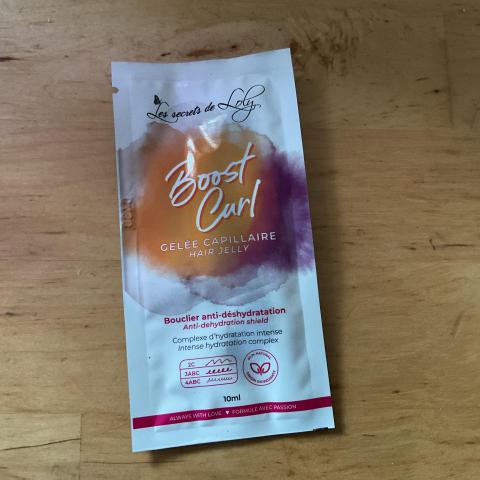 Les secrets de Loly
Boost
Curl
GELÉE CAPILLAIRE
HAIR JELLY
Bouclier anti-déshydratation
Anti-dehydration shield
Complexe d'hydratation intense
Intense hydratation complex
2C
3ABC
4ABC
10ml
ALWAYS WITH LOVE ♥ FORMULÉ AVEC PASSION